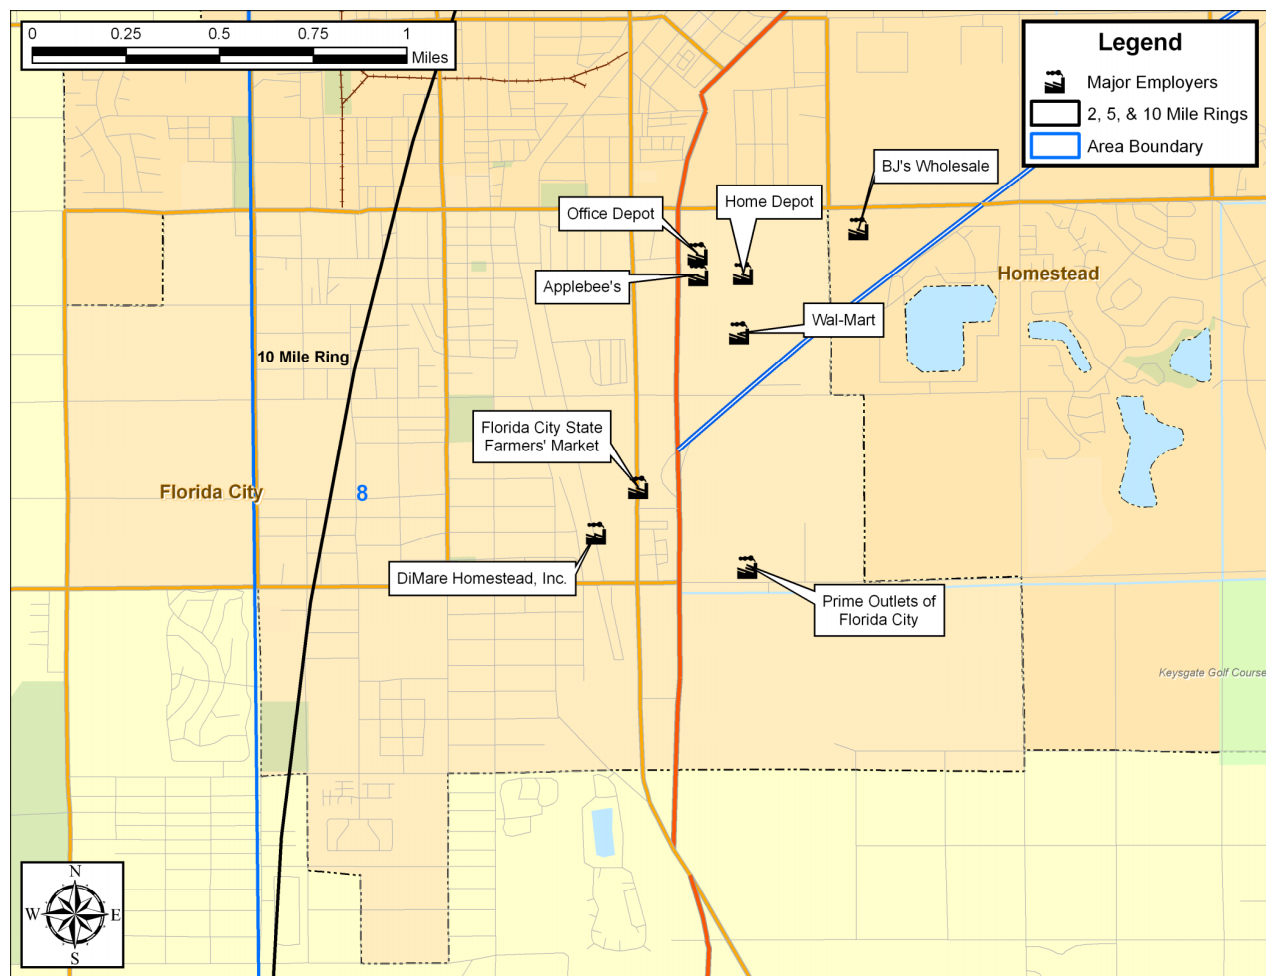 0 0.25 0.5 0.75 1
Miles
Legend
Major Employers
2, 5, & 10 Mile Rings
Area Boundary
BJ's Wholesale
Home Depot
Office Depot
Applebee's
Homestead
Wal-Mart
10 Mile Ring
Florida City State
Farmers' Market
Florida City
8
DiMare Homestead, Inc.
Prime Outlets of
Florida City
Keysgate Golf Course
N
W E
S